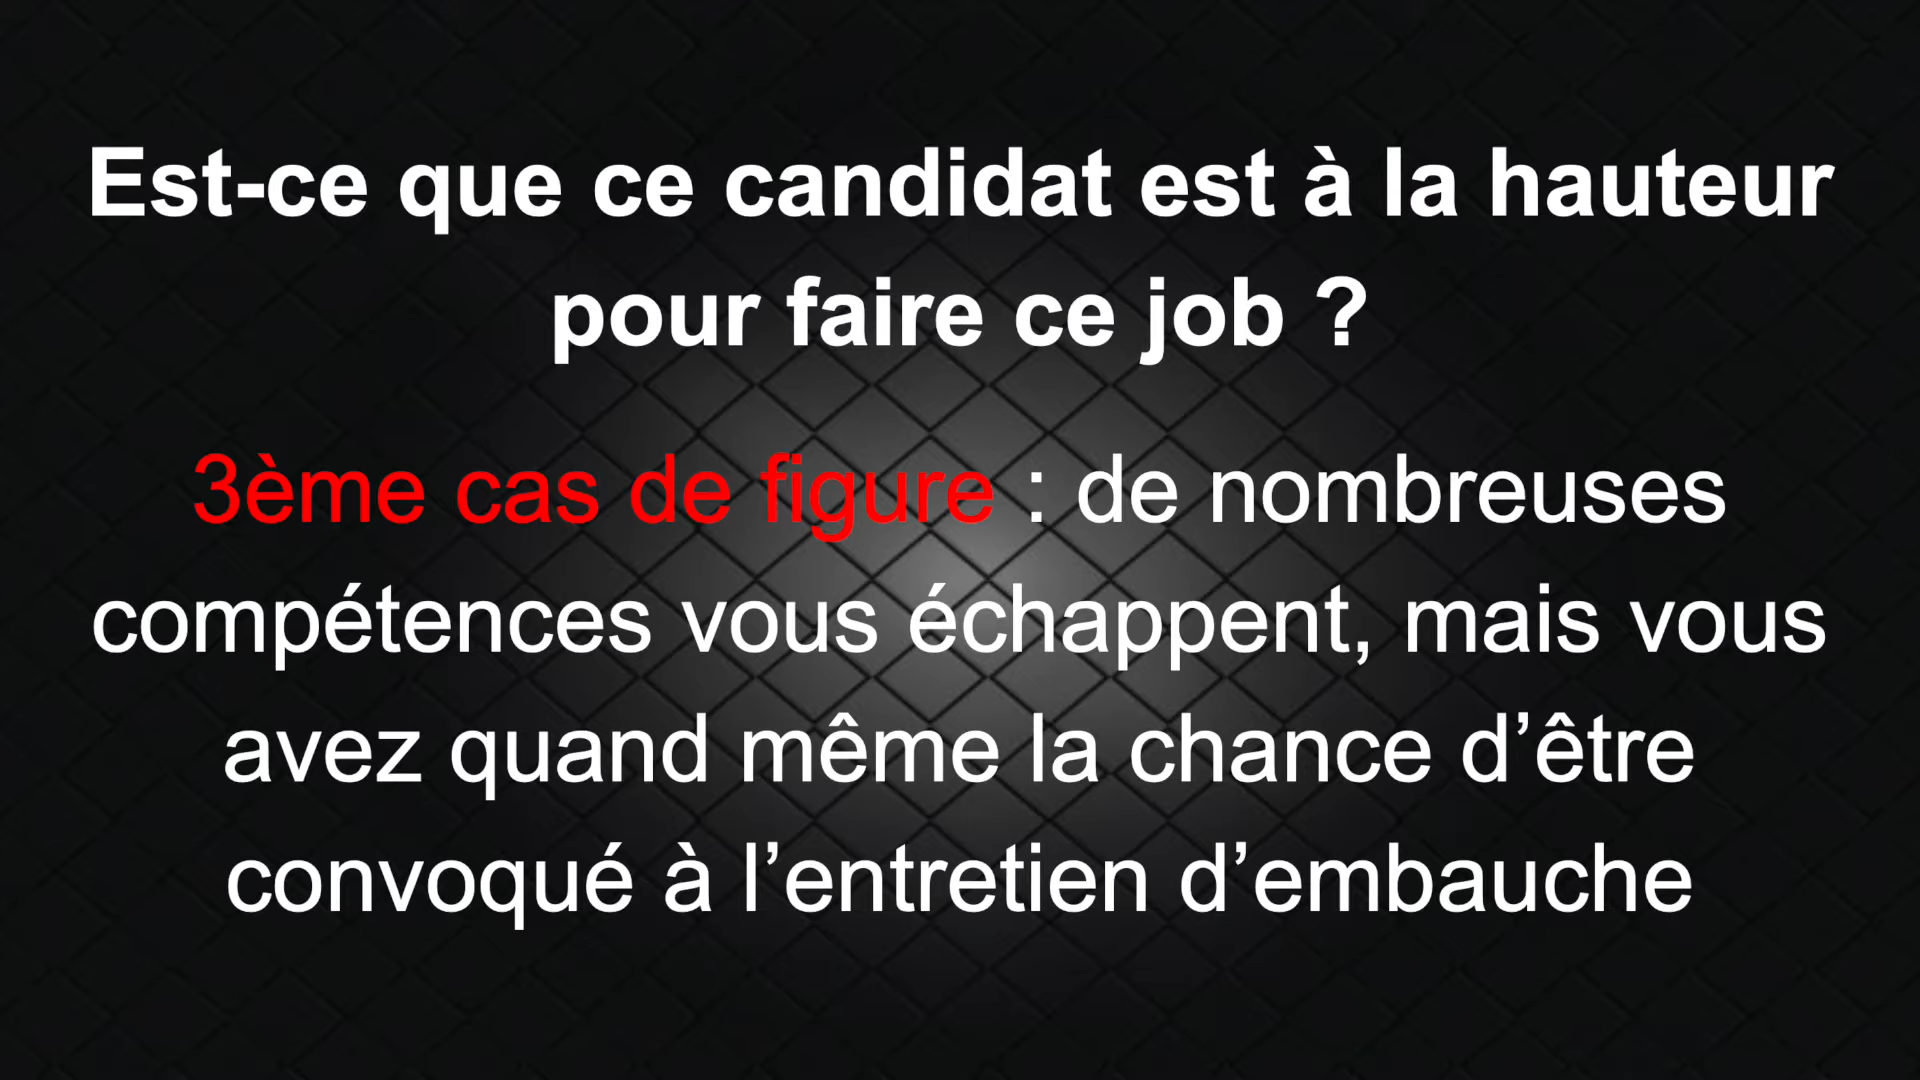 Est-ce que ce candidat est à la hauteur
pour faire ce job ?
3ème cas de figure : de nombreuses
compétences vous échappent, mais vous
avez quand même la chance d’être
convoqué à l’entretien d’embauche